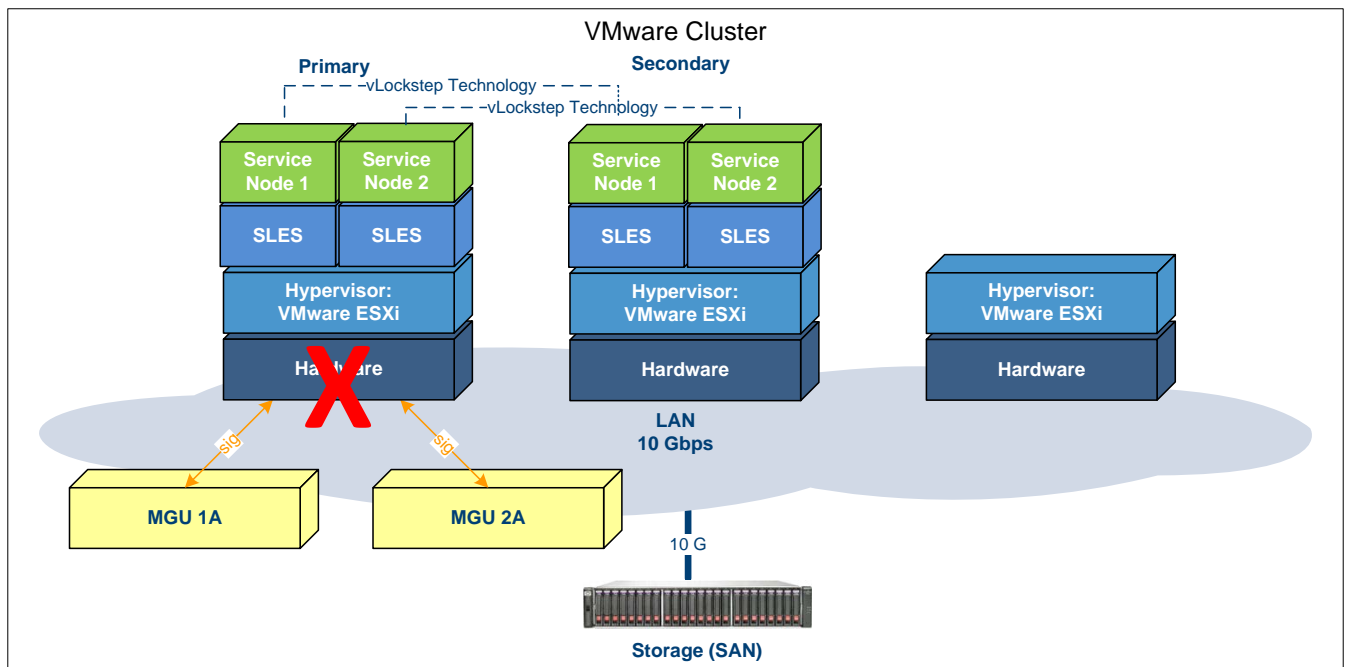 VMware Cluster
Primary
Secondary
vLockstep Technology
vLockstep Technology
Service
Node 1
Service
Node 2
Service
Node 1
Service
Node 2
SLES
SLES
SLES
SLES
Hypervisor:
VMware ESXi
Hypervisor:
VMware ESXi
Hypervisor:
VMware ESXi
Hardware
Hardware
Hardware
LAN
10 Gbps
sig
sig
MGU 1A
MGU 2A
10 G
Storage (SAN)